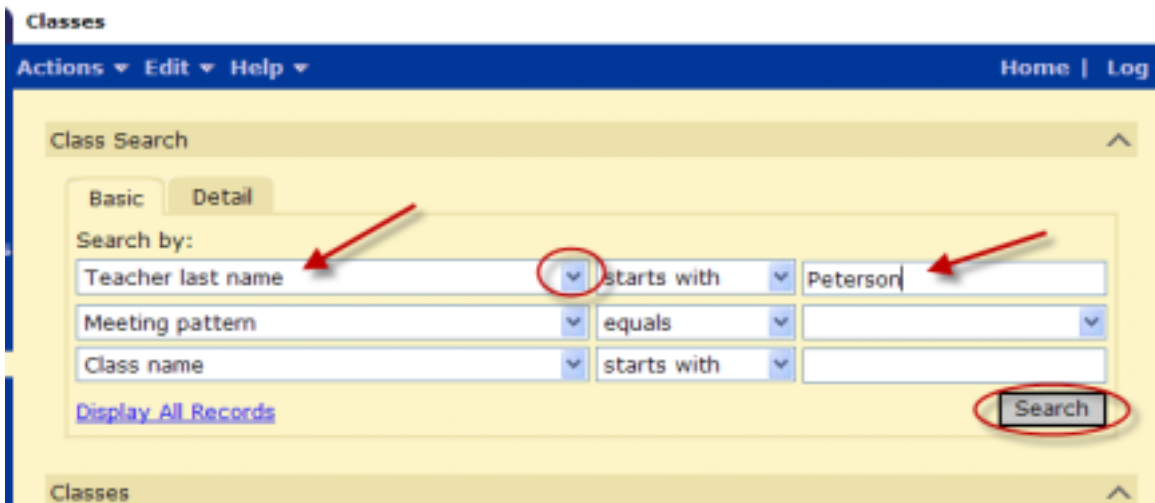 Classes
Actions Edit Help Home | Log
Class Search
Basic Detail
Search by:
Teacher last name starts with Peterson
Meeting pattern equals
Class name starts with
Display All Records Search
Classes